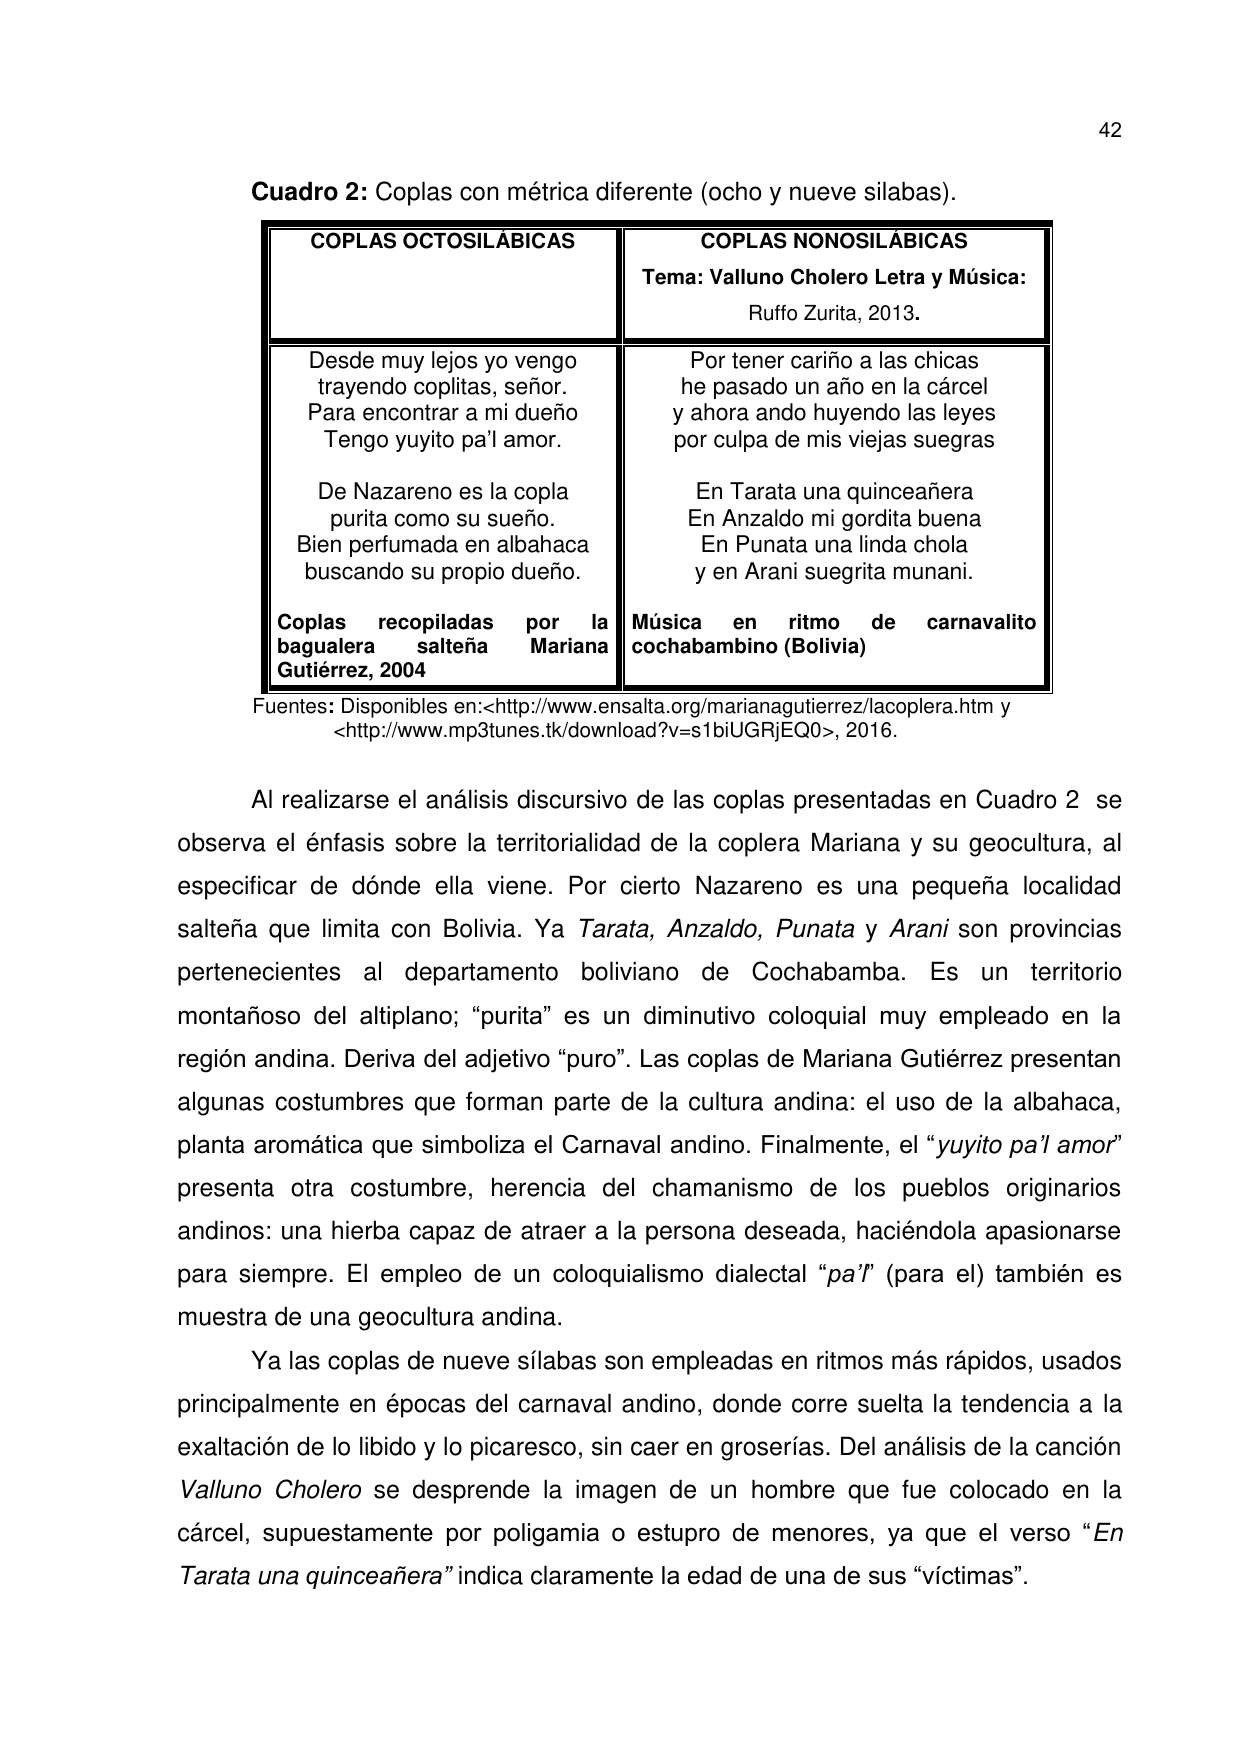 42
Cuadro 2: Coplas con métrica diferente (ocho y nueve silabas).
COPLAS OCTOSILÁBICAS
COPLAS NONOSILÁBICAS
Tema: Valluno Cholero Letra y Música:
Ruffo Zurita, 2013.
Desde muy lejos yo vengo
trayendo coplitas, señor.
Para encontrar a mi dueño
Tengo yuyito pa’l amor.
De Nazareno es la copla
purita como su sueño.
Bien perfumada en albahaca
buscando su propio dueño.
Coplas recopiladas por la
bagualera salteña Mariana
Gutiérrez, 2004
Por tener cariño a las chicas
he pasado un año en la cárcel
y ahora ando huyendo las leyes
por culpa de mis viejas suegras
En Tarata una quinceañera
En Anzaldo mi gordita buena
En Punata una linda chola
y en Arani suegrita munani.
Música en ritmo de carnavalito
cochabambino (Bolivia)
Fuentes: Disponibles en:<http://www.ensalta.org/marianagutierrez/lacoplera.htm y
<http://www.mp3tunes.tk/download?v=s1biUGRjEQ0>, 2016.
Al realizarse el análisis discursivo de las coplas presentadas en Cuadro 2 se
observa el énfasis sobre la territorialidad de la coplera Mariana y su geocultura, al
especificar de dónde ella viene. Por cierto Nazareno es una pequeña localidad
salteña que limita con Bolivia. Ya Tarata, Anzaldo, Punata y Arani son provincias
pertenecientes al departamento boliviano de Cochabamba. Es un territorio
montañoso del altiplano; “purita” es un diminutivo coloquial muy empleado en la
región andina. Deriva del adjetivo “puro”. Las coplas de Mariana Gutiérrez presentan
algunas costumbres que forman parte de la cultura andina: el uso de la albahaca,
planta aromática que simboliza el Carnaval andino. Finalmente, el “yuyito pa’l amor”
presenta otra costumbre, herencia del chamanismo de los pueblos originarios
andinos: una hierba capaz de atraer a la persona deseada, haciéndola apasionarse
para siempre. El empleo de un coloquialismo dialectal “pa’l” (para el) también es
muestra de una geocultura andina.
Ya las coplas de nueve sílabas son empleadas en ritmos más rápidos, usados
principalmente en épocas del carnaval andino, donde corre suelta la tendencia a la
exaltación de lo libido y lo picaresco, sin caer en groserías. Del análisis de la canción
Valluno Cholero se desprende la imagen de un hombre que fue colocado en la
cárcel, supuestamente por poligamia o estupro de menores, ya que el verso “En
Tarata una quinceañera” indica claramente la edad de una de sus “víctimas”.